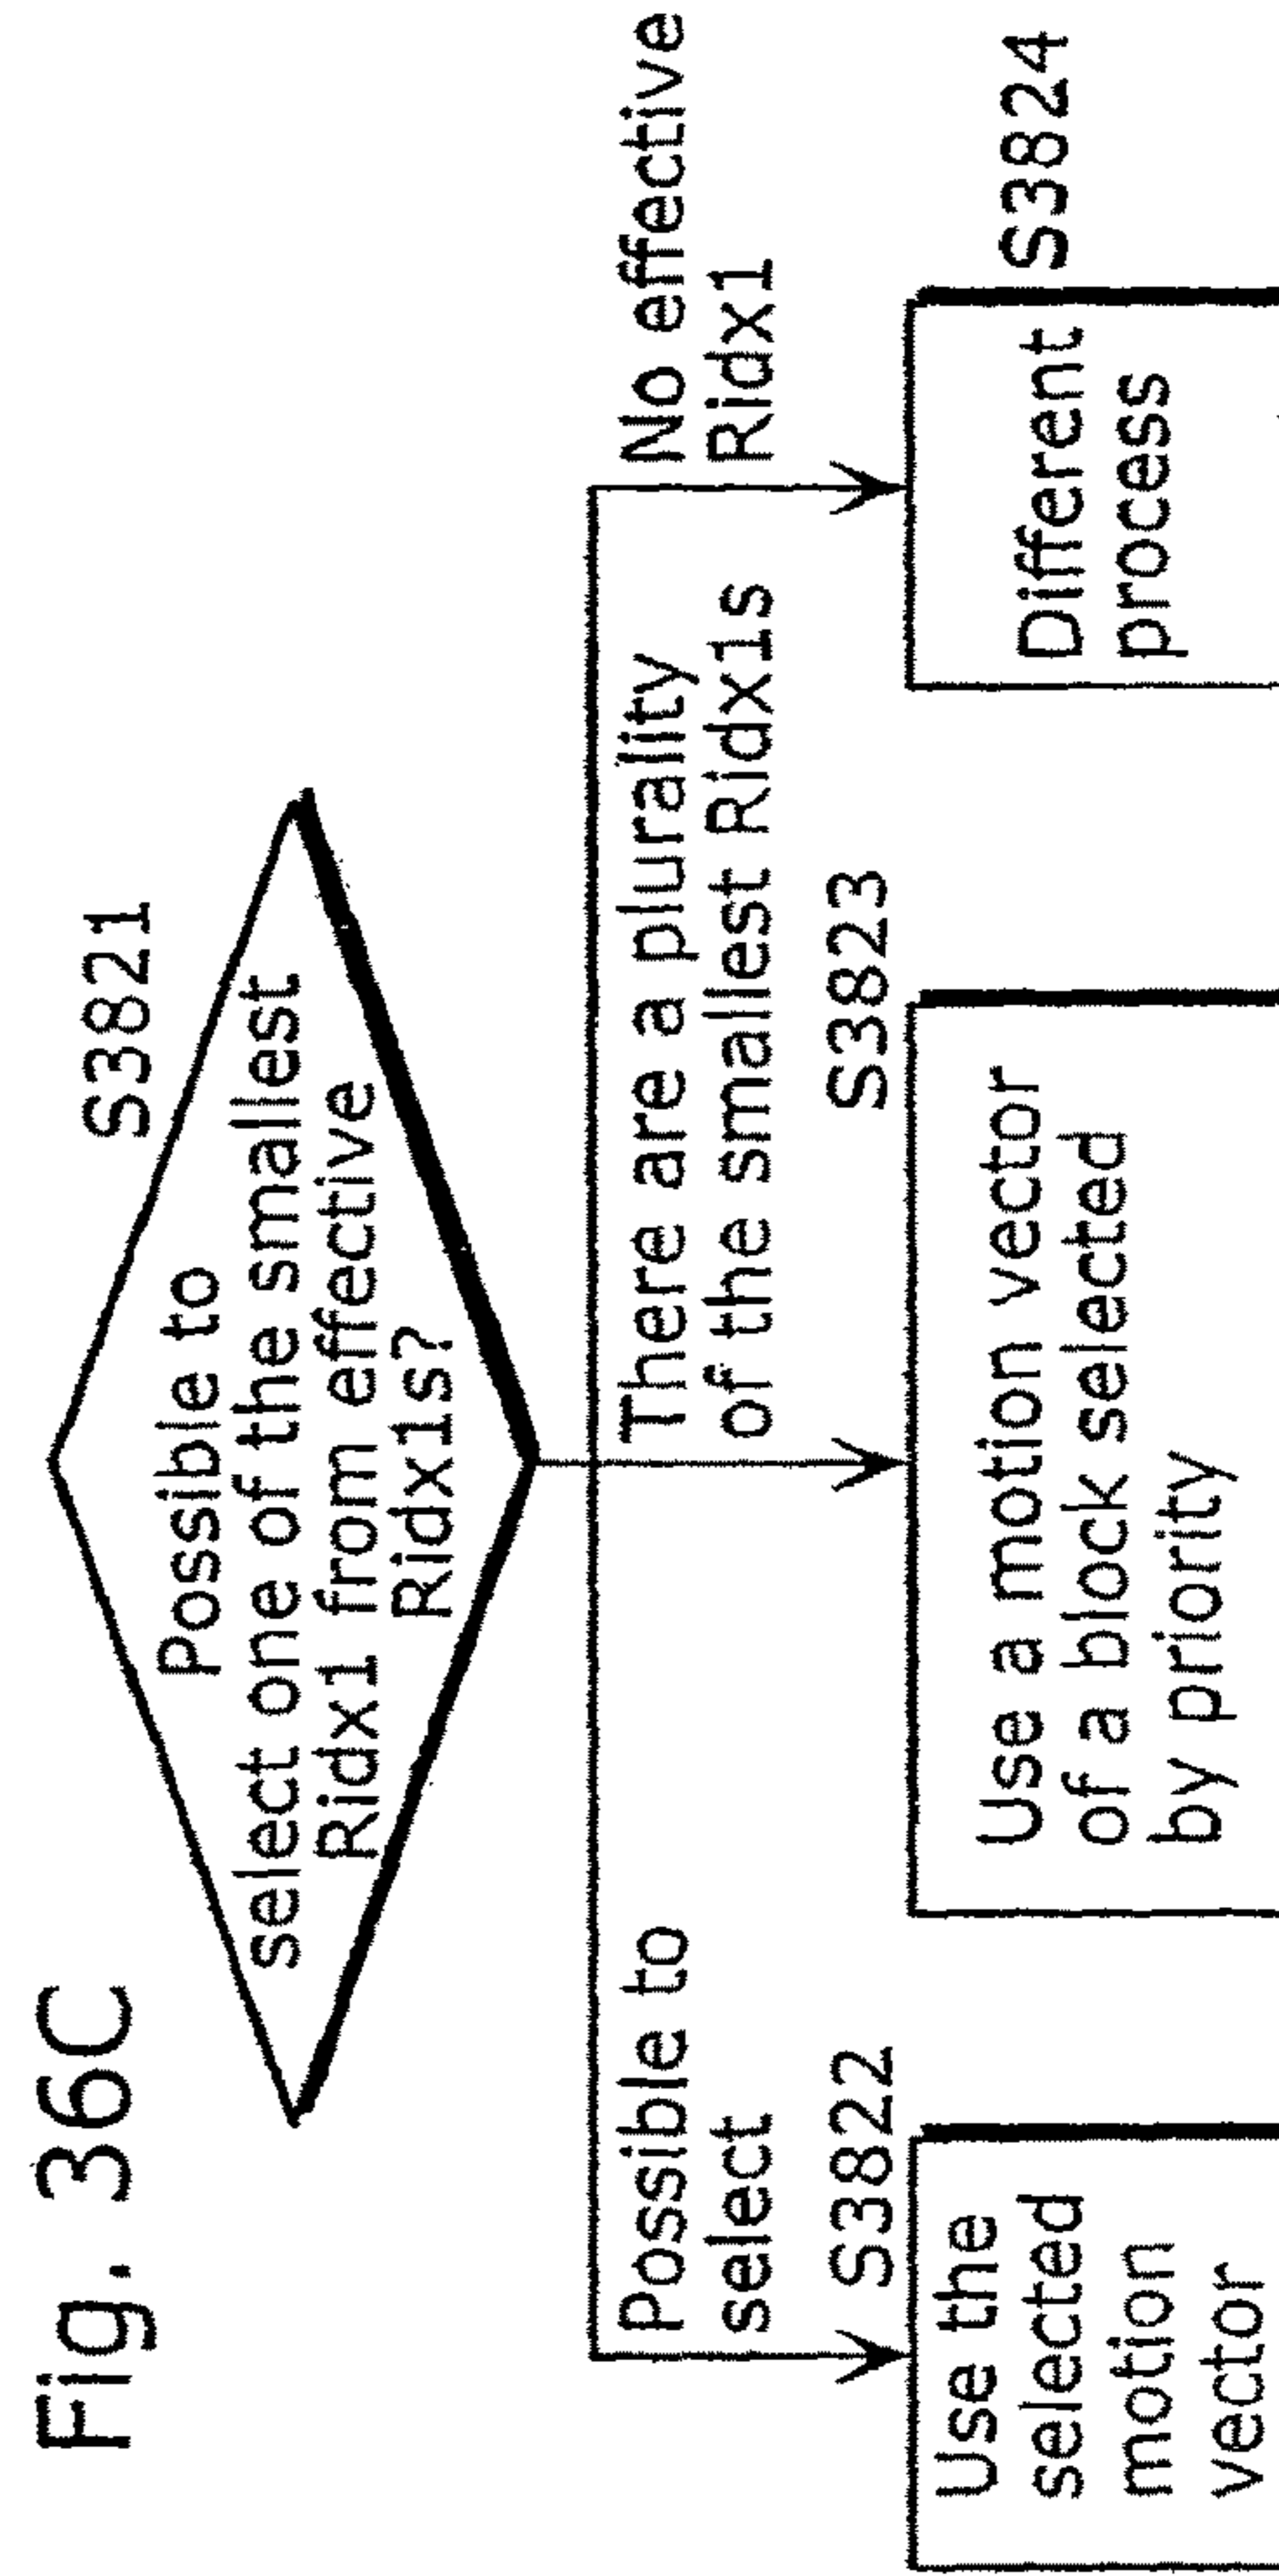 Fig. 36C
S3821
Possible to
select one of the smallest
Ridx1 from effective
Ridx1s?
Possible to
select
There are a plurality
of the smallest Ridx1s
No effective
Ridx1
S3822
Use the
selected
motion
vector
S3823
Use a motion vector
of a block selected
by priority
S3824
Different
process